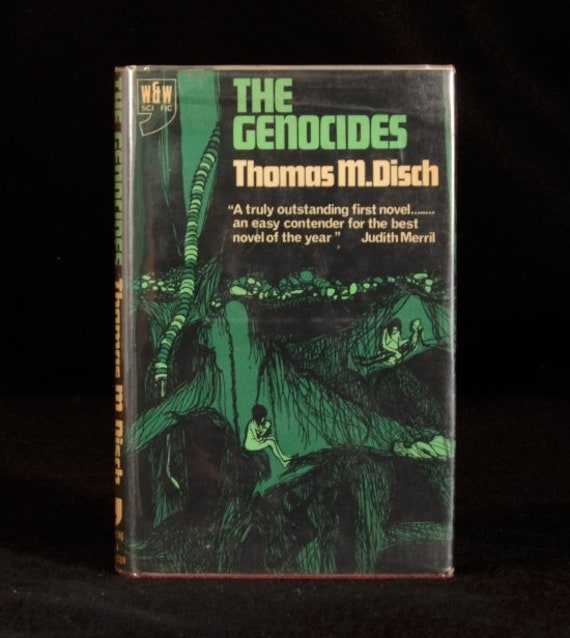 W&W
SCI FIC
THE
GENOCIDES
Thomas M. Disch
“A truly outstanding first novel........
an easy contender for the best
novel of the year” Judith Merril
THE GENOCIDES Thomas M. Disch